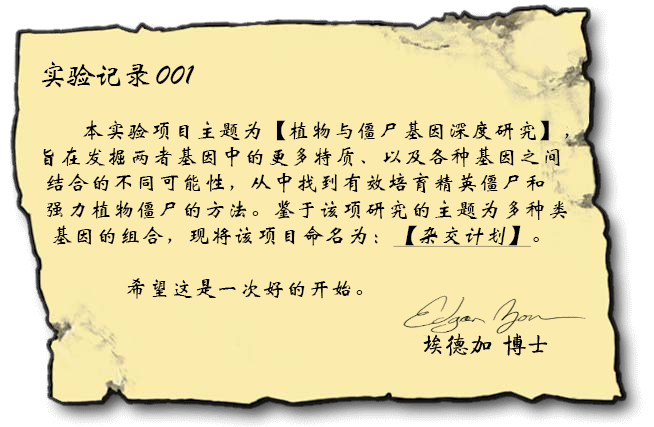 实验记录001
本实验项目主题为【植物与僵尸基因深度研究】，
旨在发掘两者基因中的更多特质、以及各种基因之间
结合的不同可能性，从中找到有效培育精英僵尸和
强力植物僵尸的方法。鉴于该项研究的主题为多种类
基因的组合，现将该项目命名为：【杂交计划】。
希望这是一次好的开始。
Edgar
埃德加 博士